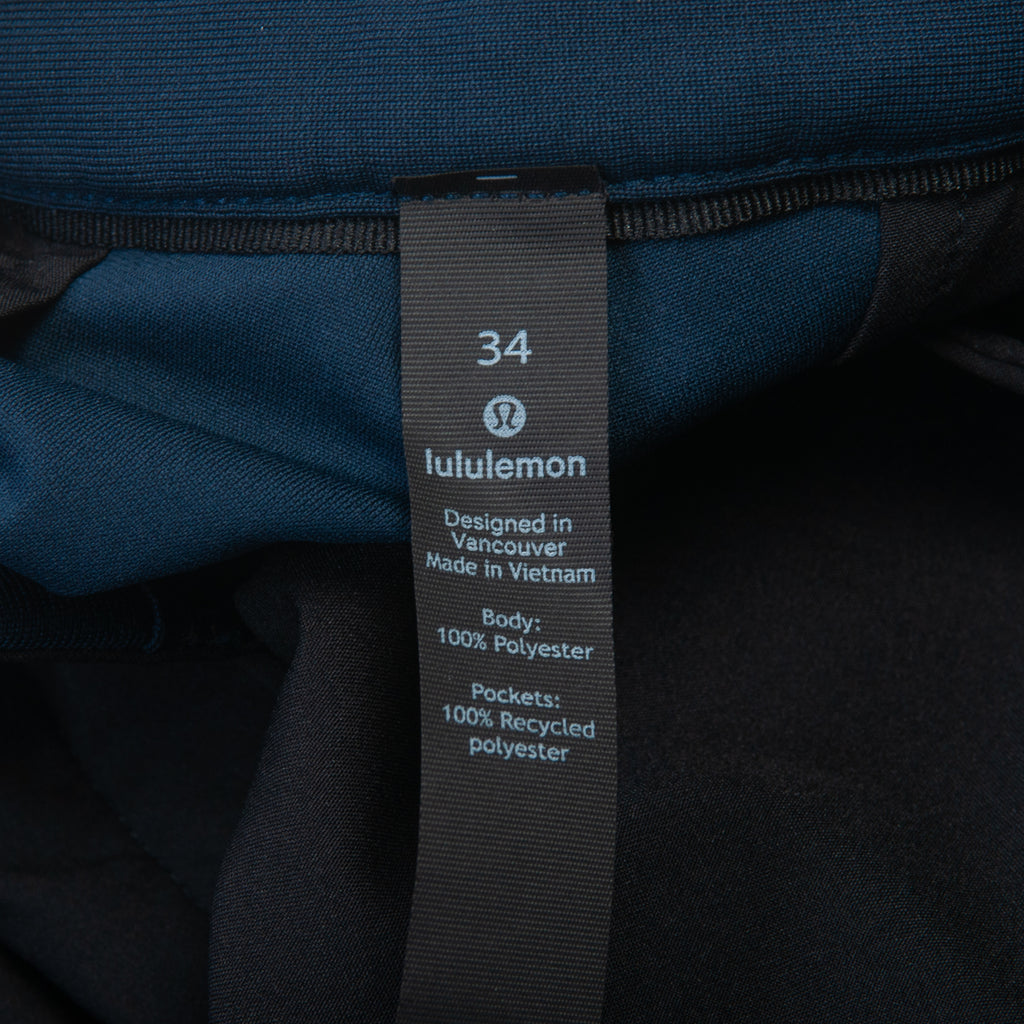 34
lululemon
Designed in
Vancouver
Made in Vietnam
Body:
100% Polyester
Pockets:
100% Recycled
polyester